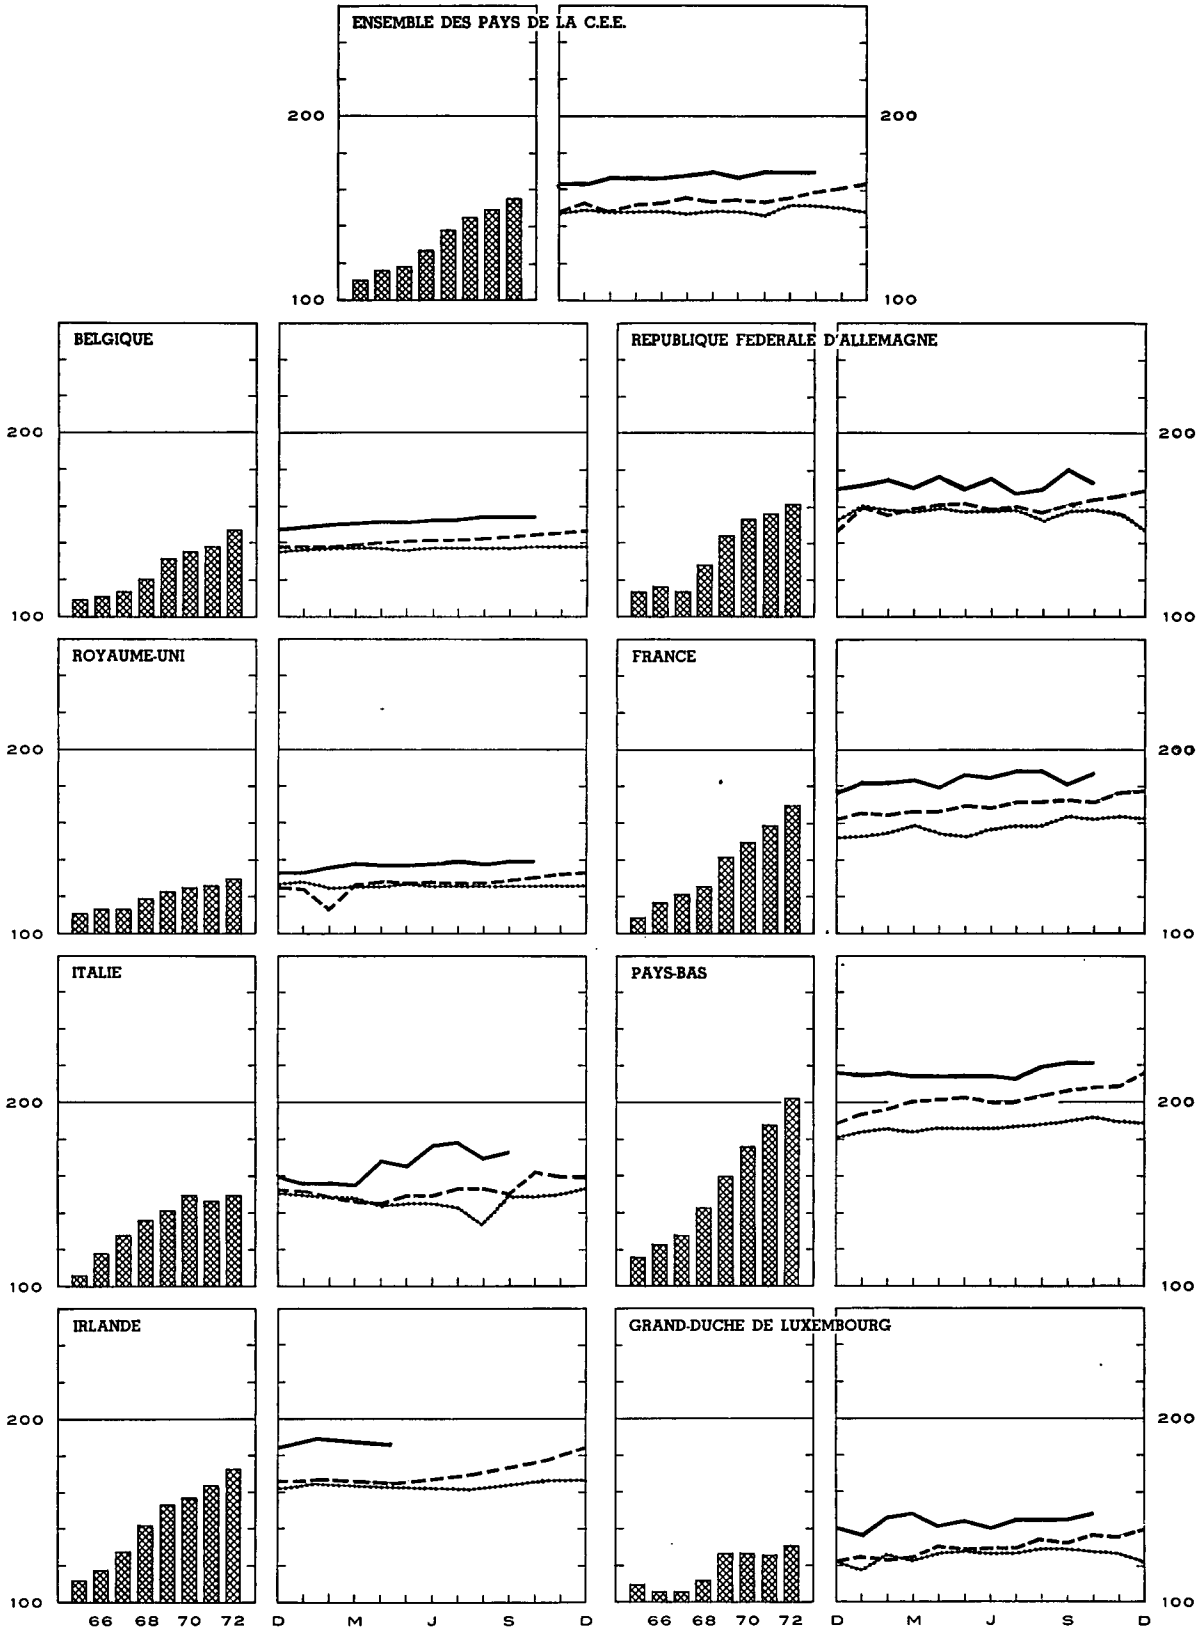 ENSEMBLE DES PAYS DE LA C.E.E.
200 200
100 100
BELGIQUE REPUBLIQUE FEDERALE D'ALLEMAGNE
200 200
100 100
ROYAUME-UNI FRANCE
200 200
100 100
ITALIE PAYS-BAS
200 200
100 100
IRLANDE GRAND-DUCHE DE LUXEMBOURG
200 200
100 100
66 68 70 72 D M J S D 66 68 70 72 D M J S D